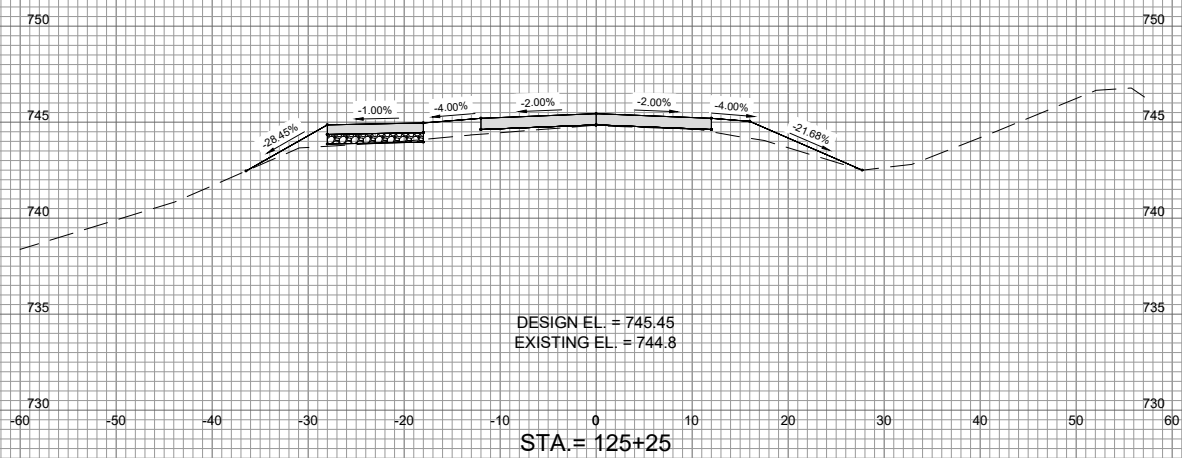 750 750
-1.00% -4.00% -2.00% -2.00% -4.00%
745 745
-28.45% -21.68%
740 740
735 735
DESIGN EL. = 745.45
EXISTING EL. = 744.8
730 730
-60 -50 -40 -30 -20 -10 0 10 20 30 40 50 60
STA.= 125+25